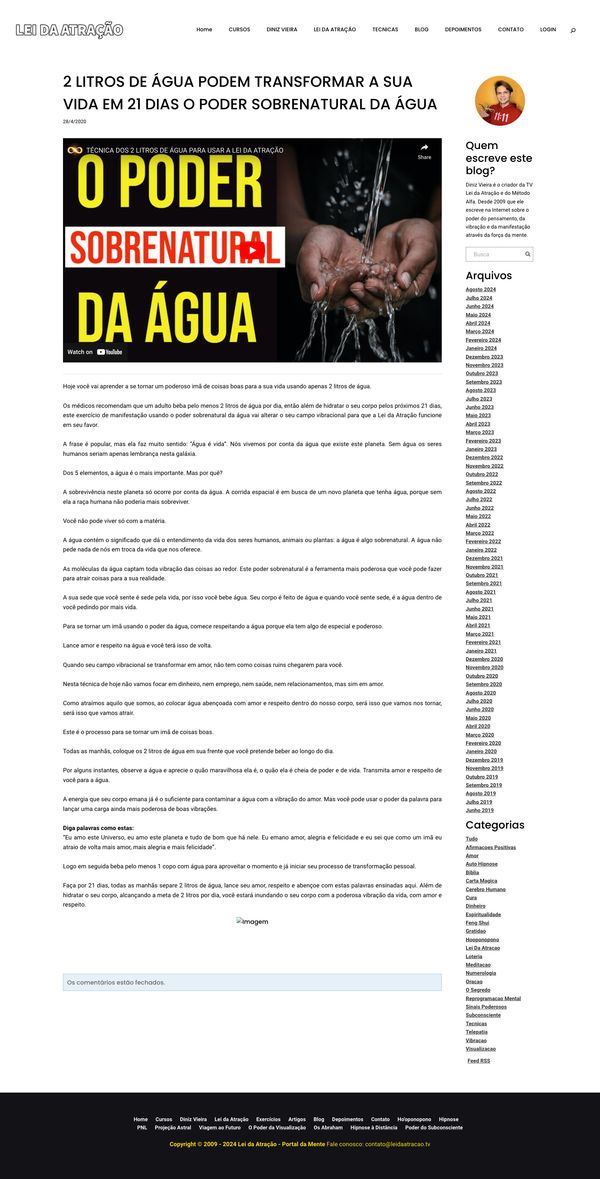 LEI DA ATRAÇÃO
Home CURSOS DINIZ VIEIRA LEI DA ATRAÇÃO TECNICAS BLOG DEPOIMENTOS CONTATO LOGIN
2 LITROS DE ÁGUA PODEM TRANSFORMAR A SUA
VIDA EM 21 DIAS O PODER SOBRENATURAL DA ÁGUA
28/4/2020
TÉCNICA DOS 2 LITROS DE ÁGUA PARA USAR A LEI DA ATRAÇÃO
Share
O PODER
SOBRENATURAL
DA ÁGUA
Watch on YouTube
Hoje você vai aprender a se tornar um poderoso imã de coisas boas para a sua vida usando apenas 2 litros de água.
Os médicos recomendam que um adulto beba pelo menos 2 litros de água por dia, então além de hidratar o seu corpo pelos próximos 21 dias,
este exercício de manifestação usando o poder sobrenatural da água vai alterar o seu campo vibracional para que a Lei da Atração funcione
em seu favor.
A frase é popular, mas ela faz muito sentido: "Água é vida". Nós vivemos por conta da água que existe este planeta. Sem água os seres
humanos seriam apenas lembrança nesta galáxia.
Dos 5 elementos, a água é o mais importante. Mas por quê?
A sobrevivência neste planeta só ocorre por conta da água. A corrida espacial é em busca de um novo planeta que tenha água, porque sem
ela a raça humana não poderia mais sobreviver.
Você não pode viver só com a matéria.
A água contém o significado que dá o entendimento da vida dos seres humanos, animais ou plantas: a água é algo sobrenatural. A água não
pede nada de nós em troca da vida que nos oferece.
As moléculas da água captam toda vibração das coisas ao redor. Este poder sobrenatural é a ferramenta mais poderosa que você pode fazer
para atrair coisas para a sua realidade.
A sua sede que você sente é sede pela vida, por isso você bebe água. Seu corpo é feito de água e quando você sente sede, é a água dentro de
você pedindo por mais vida.
Para se tornar um imã usando o poder da água, comece respeitando a água porque ela tem algo de especial e poderoso.
Lance amor e respeito na água e você terá isso de volta.
Quando seu campo vibracional se transformar em amor, não tem como coisas ruins chegarem para você.
Nesta técnica de hoje não vamos focar em dinheiro, nem emprego, nem saúde, nem relacionamentos, mas sim em amor.
Como atraímos aquilo que somos, ao colocar água abençoada com amor e respeito dentro do nosso corpo, será isso que vamos nos tornar,
será isso que vamos atrair.
Este é o processo para se tornar um imã de coisas boas.
Todas as manhãs, coloque os 2 litros de água em sua frente que você pretende beber ao longo do dia.
Por alguns instantes, observe a água e aprecie o quão maravilhosa ela é, o quão ela é cheia de poder e de vida. Transmita amor e respeito de
você para a água.
A energia que seu corpo emana já é o suficiente para contaminar a água com a vibração do amor. Mas você pode usar o poder da palavra para
lançar uma carga ainda mais poderosa de boas vibrações.
Diga palavras como estas:
"Eu amo este Universo, eu amo este planeta e tudo de bom que há nele. Eu emano amor, alegria e felicidade e eu sei que como um imã eu
atraio de volta mais amor, mais alegria e mais felicidade".
Logo em seguida beba pelo menos 1 copo com água para aproveitar o momento e já iniciar seu processo de transformação pessoal.
Faça por 21 dias, todas as manhãs separe 2 litros de água, lance seu amor, respeito e abençoe com estas palavras ensinadas aqui. Além de
hidratar o seu corpo, alcançando a meta de 2 litros por dia, você estará inundando o seu corpo com a poderosa vibração da vida, com amor e
respeito.
Imagem
Os comentários estão fechados.
11:11
Quem
escreve este
blog?
Diniz Vieira é o criador da TV
Lei da Atração e do Método
Alfa. Desde 2009 que ele
escreve na Internet sobre o
poder do pensamento, da
vibração e da manifestação
através da força da mente.
Busca
Arquivos
Agosto 2024
Julho 2024
Junho 2024
Maio 2024
Abril 2024
Março 2024
Fevereiro 2024
Janeiro 2024
Dezembro 2023
Novembro 2023
Outubro 2023
Setembro 2023
Agosto 2023
Julho 2023
Junho 2023
Maio 2023
Abril 2023
Março 2023
Fevereiro 2023
Janeiro 2023
Dezembro 2022
Novembro 2022
Outubro 2022
Setembro 2022
Agosto 2022
Julho 2022
Junho 2022
Maio 2022
Abril 2022
Março 2022
Fevereiro 2022
Janeiro 2022
Dezembro 2021
Novembro 2021
Outubro 2021
Setembro 2021
Agosto 2021
Julho 2021
Junho 2021
Maio 2021
Abril 2021
Março 2021
Fevereiro 2021
Janeiro 2021
Dezembro 2020
Novembro 2020
Outubro 2020
Setembro 2020
Agosto 2020
Julho 2020
Junho 2020
Maio 2020
Abril 2020
Março 2020
Fevereiro 2020
Janeiro 2020
Dezembro 2019
Novembro 2019
Outubro 2019
Setembro 2019
Agosto 2019
Julho 2019
Junho 2019
Categorias
Tudo
Afirmacoes Positivas
Amor
Auto Hipnose
Biblia
Carta Magica
Cerebro Humano
Cura
Dinheiro
Espiritualidade
Feng Shui
Gratidao
Hooponopono
Lei Da Atracao
Loteria
Meditacao
Numerologia
Oracao
O Segredo
Reprogramacao Mental
Sinais Poderosos
Subconsciente
Tecnicas
Telepatia
Vibracao
Visualizacao
Feed RSS
Home Cursos Diniz Vieira Lei da Atração Exercícios Artigos Blog Depoimentos Contato Ho'oponopono Hipnose
PNL Projeção Astral Viagem ao Futuro O Poder da Visualização Os Abraham Hipnose à Distância Poder do Subconsciente
Copyright © 2009 - 2024 Lei da Atração - Portal da Mente Fale conosco: contato@leidaatracao.tv